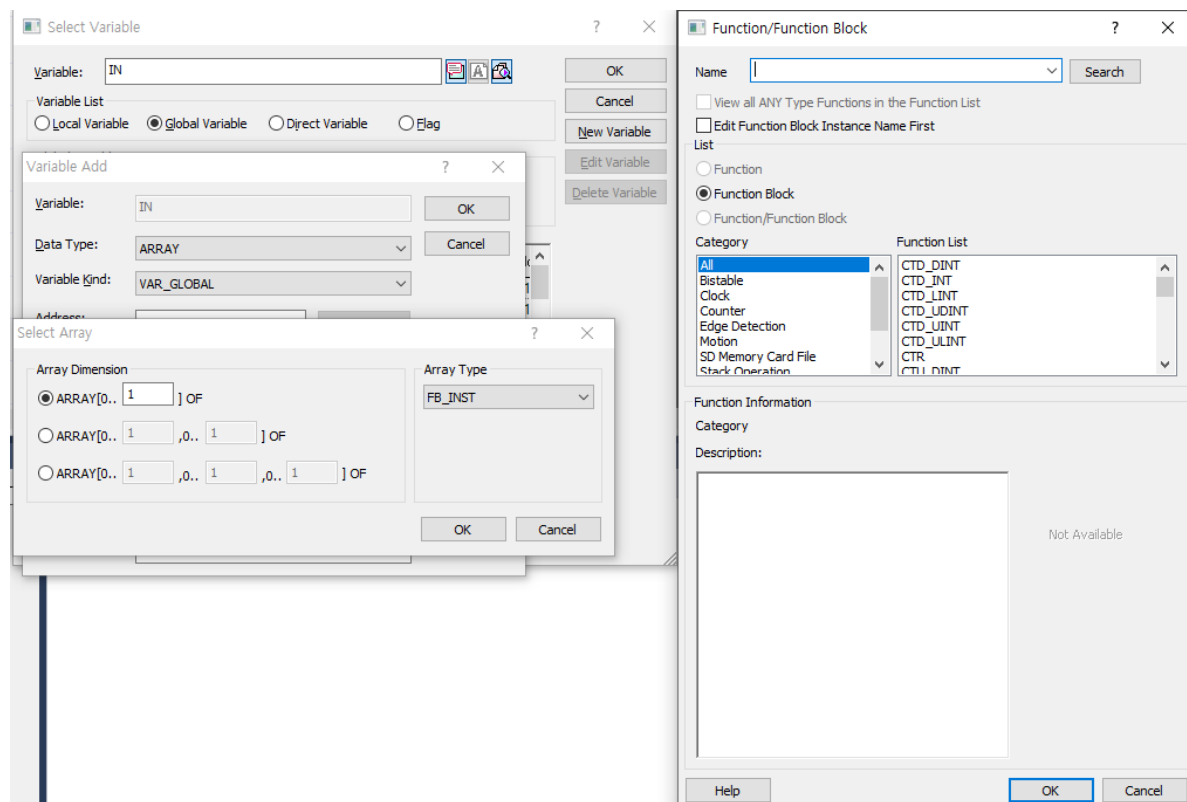 Select Variable
?
Variable:
IN
A
OK
Variable List
Cancel
Local Variable
Global Variable
Direct Variable
Flag
New Variable
Edit Variable
Delete Variable
Variable Add
?
Variable:
IN
OK
Data Type:
ARRAY
Cancel
Variable Kind:
VAR_GLOBAL
Select Array
?
Array Dimension
ARRAY[0.. 1 ] OF
ARRAY[0.. 1 ,0.. 1 ] OF
ARRAY[0.. 1 ,0.. 1 ,0.. 1 ] OF
Array Type
FB_INST
OK
Cancel
Function/Function Block
?
Name
Search
View all ANY Type Functions in the Function List
Edit Function Block Instance Name First
List
Function
Function Block
Function/Function Block
Category
All
Bistable
Clock
Counter
Edge Detection
Motion
SD Memory Card File
Stack Operation
Function List
CTD_DINT
CTD_INT
CTD_LINT
CTD_UDINT
CTD_UINT
CTD_ULINT
CTR
CTU_DINT
Function Information
Category
Description:
Not Available
Help
OK
Cancel